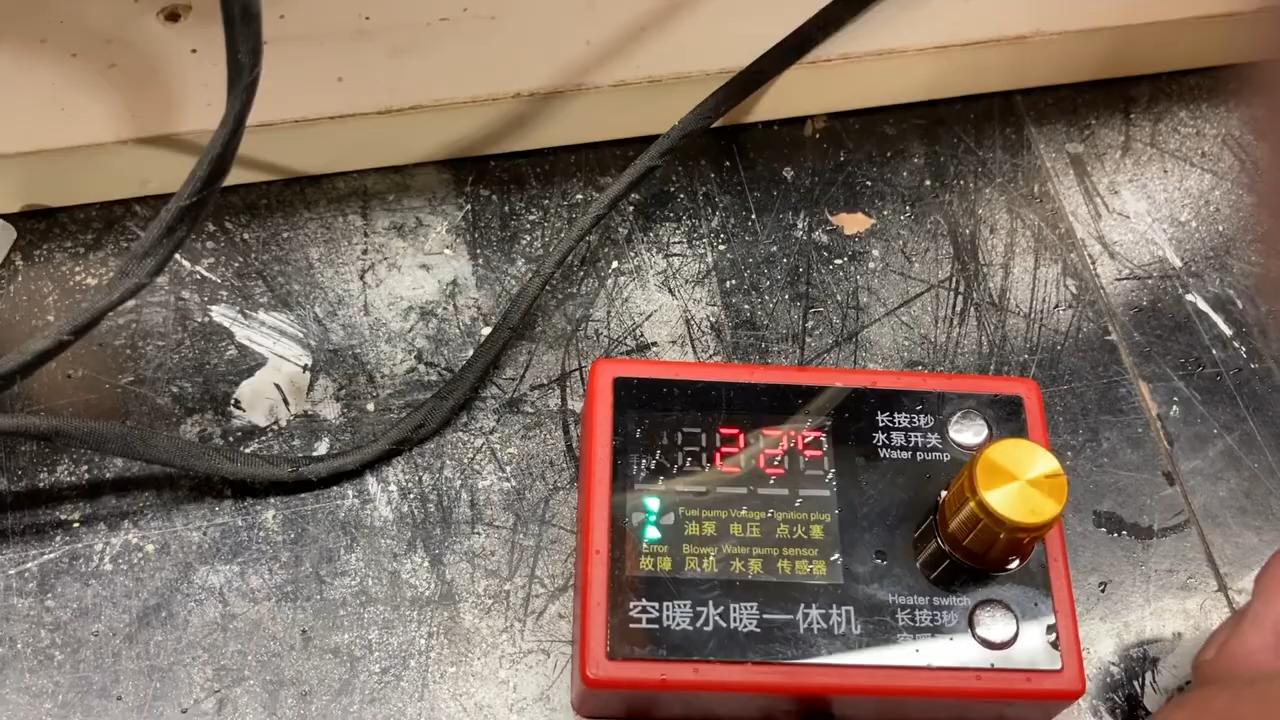 22℃
长按3秒
水泵开关
Water pump
Fuel pump Voltage Ignition plug
油泵 电压 点火塞
Error Blower Water pump sensor
故障 风机 水泵 传感器
空暖水暖一体机
Heater switch
长按3秒
空暖